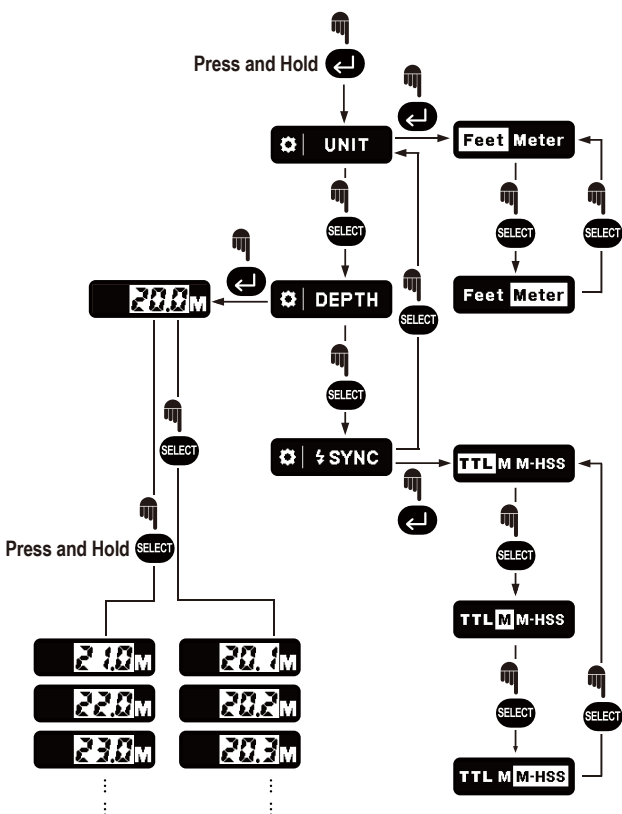 Press and Hold
UNIT
Feet Meter
SELECT
SELECT
SELECT
20.0M
DEPTH
Feet Meter
SELECT
SELECT
SELECT
SYNC
TTL M M-HSS
Press and Hold SELECT
SELECT
TTL M M-HSS
21.0M
20.1M
22.0M
20.2M
SELECT
SELECT
23.0M
20.3M
TTL M M-HSS